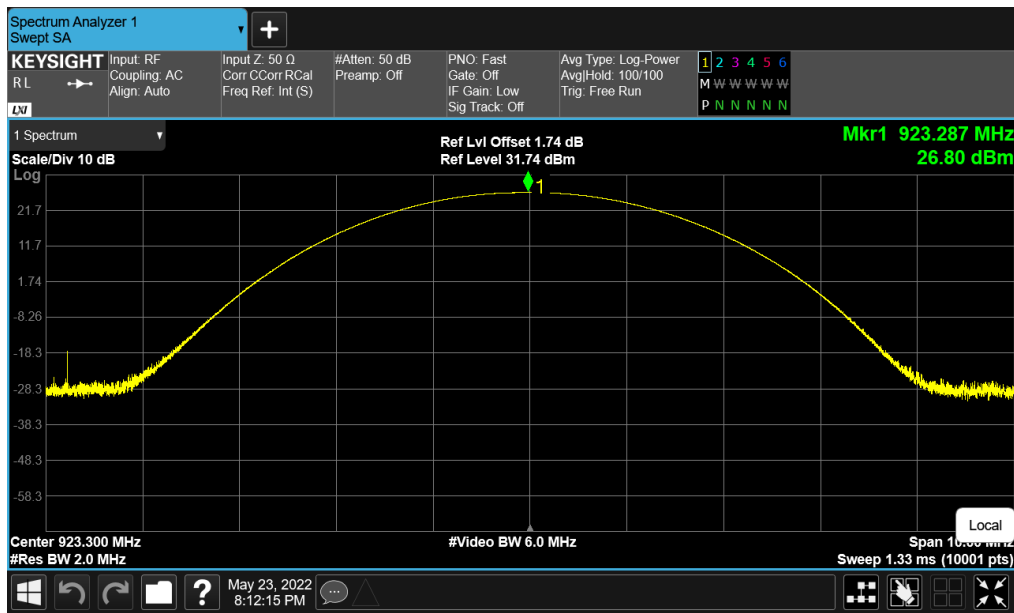 Spectrum Analyzer 1
Swept SA
KEYSIGHT
R L
LXI
Input: RF
Coupling: AC
Align: Auto
Input Z: 50 Ω
Corr CCorr RCal
Freq Ref: Int (S)
#Atten: 50 dB
Preamp: Off
PNO: Fast
Gate: Off
IF Gain: Low
Sig Track: Off
Avg Type: Log-Power
Avg|Hold: 100/100
Trig: Free Run
1 2 3 4 5 6
M W W W W W
P N N N N N
1 Spectrum
Scale/Div 10 dB
Log
Ref Lvl Offset 1.74 dB
Ref Level 31.74 dBm
Mkr1 923.287 MHz
26.80 dBm
1
21.7
11.7
1.74
-8.26
-18.3
-28.3
-38.3
-48.3
-58.3
Local
Center 923.300 MHz
#Video BW 6.0 MHz
Span 10.00 MHz
#Res BW 2.0 MHz
Sweep 1.33 ms (10001 pts)
?
May 23, 2022
8:12:15 PM